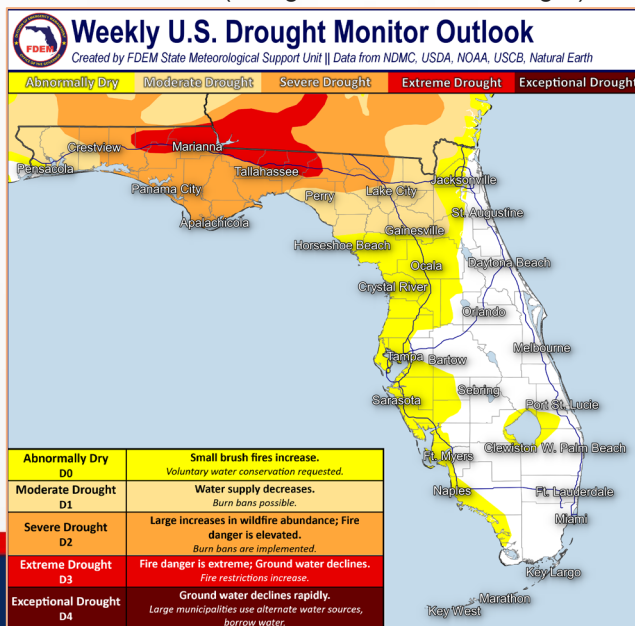 Weekly U.S. Drought Monitor Outlook
FDEM
Created by FDEM State Meteorological Support Unit || Data from NDMC, USDA, NOAA, USCB, Natural Earth
Abnormally Dry Moderate Drought Severe Drought Extreme Drought Exceptional Drought
Crestview
Marianna
Pensacola
Tallahassee
Jacksonville
Panama City
Perry
Lake City
Apalachicola
St. Augustine
Gainesville
Horseshoe Beach
Ocala
Daytona Beach
Crystal River
Orlando
Melbourne
Tampa
Bartow
Sebring
Sarasota
Port St. Lucie
Clewiston
W. Palm Beach
Ft. Myers
Naples
Ft. Lauderdale
Miami
Key Largo
Marathon
Key West
Abnormally Dry
D0
Small brush fires increase.
Voluntary water conservation requested.
Moderate Drought
D1
Water supply decreases.
Burn bans possible.
Severe Drought
D2
Large increases in wildfire abundance; Fire
danger is elevated.
Burn bans are implemented.
Extreme Drought
D3
Fire danger is extreme; Ground water declines.
Fire restrictions increase.
Exceptional Drought
D4
Ground water declines rapidly.
Large municipalities use alternate water sources,
borrow water.